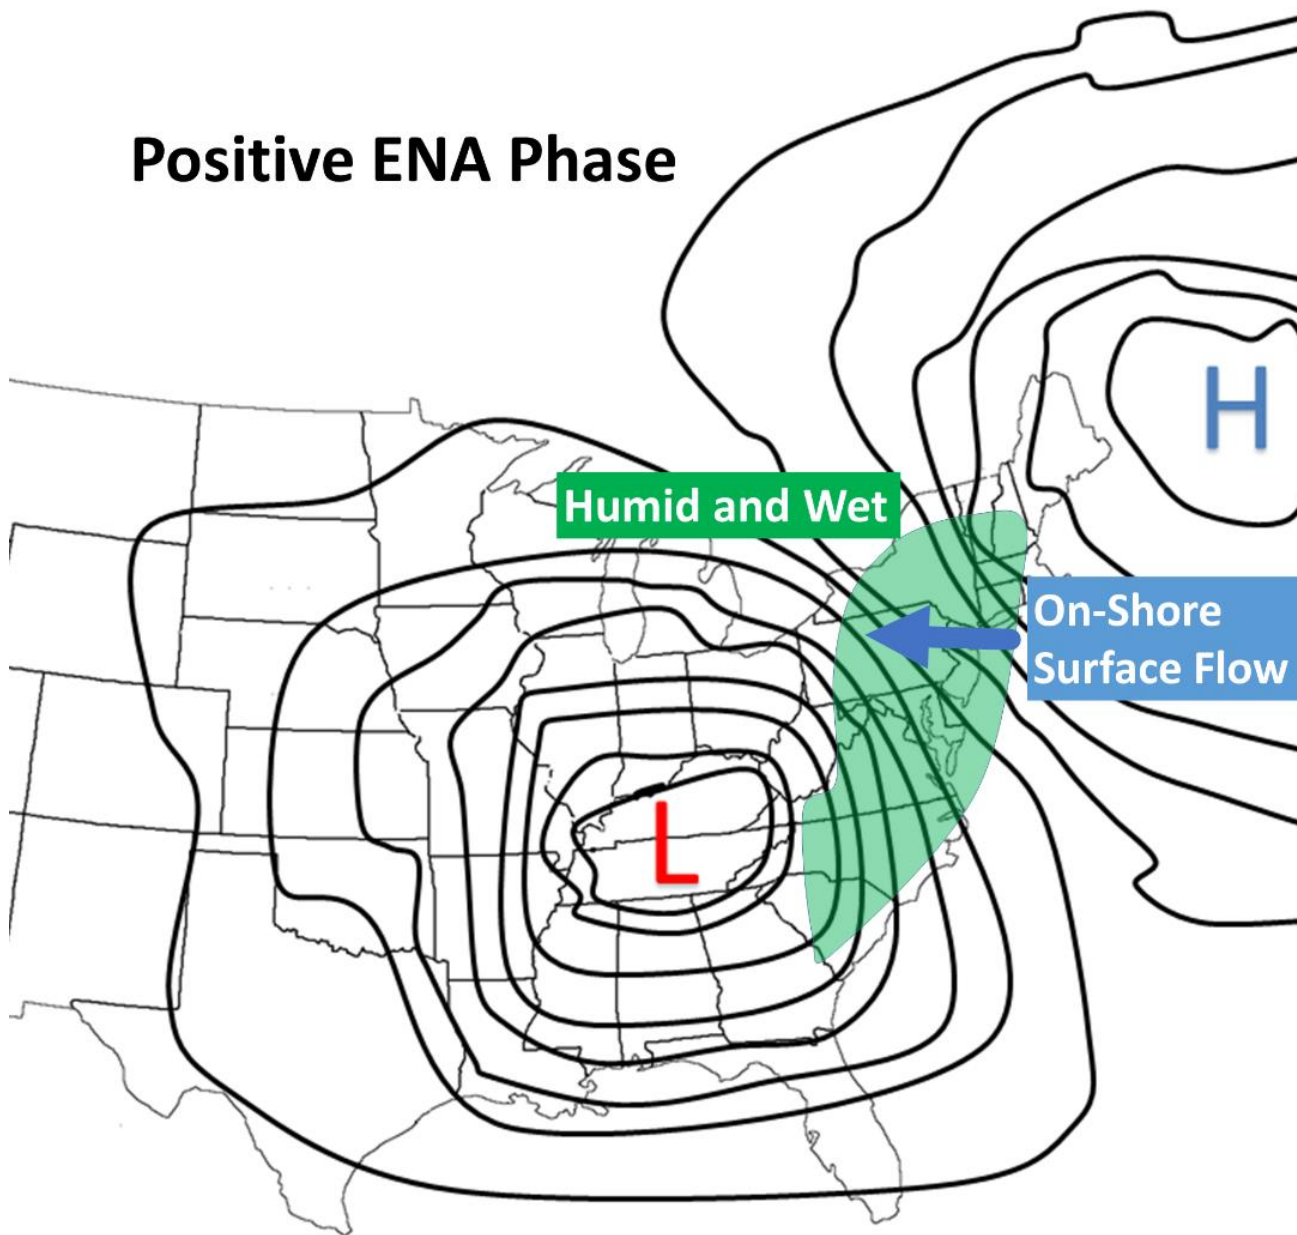 Positive ENA Phase
H
Humid and Wet
On-Shore
Surface Flow
L